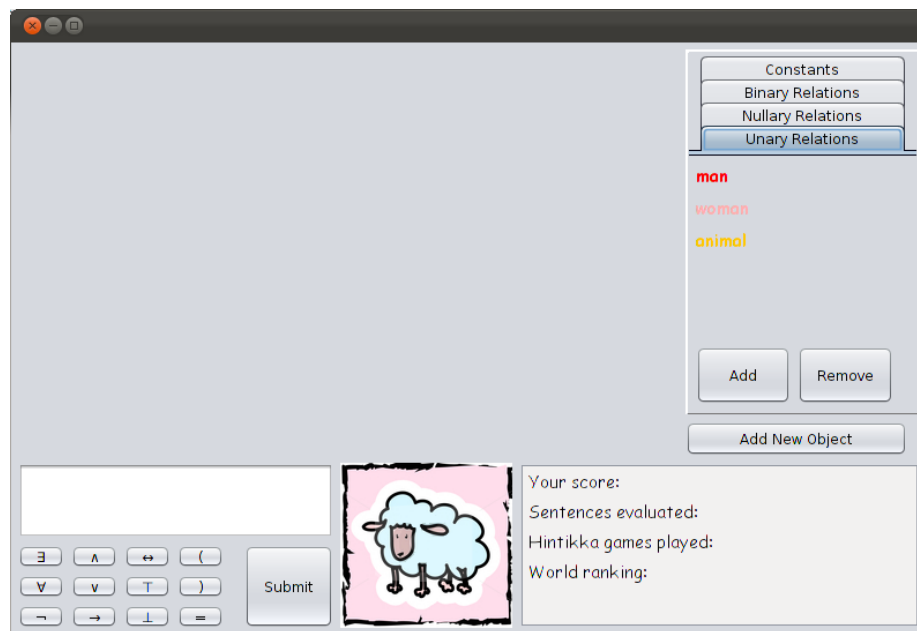 Constants
Binary Relations
Nullary Relations
Unary Relations
man
woman
animal
Add Remove
Add New Object
Your score:
Sentences evaluated:
Hintikka games played:
World ranking:
∃ ∧ ↔ (
∀ ∨ ⊤ )
¬ → ⊥ =
Submit